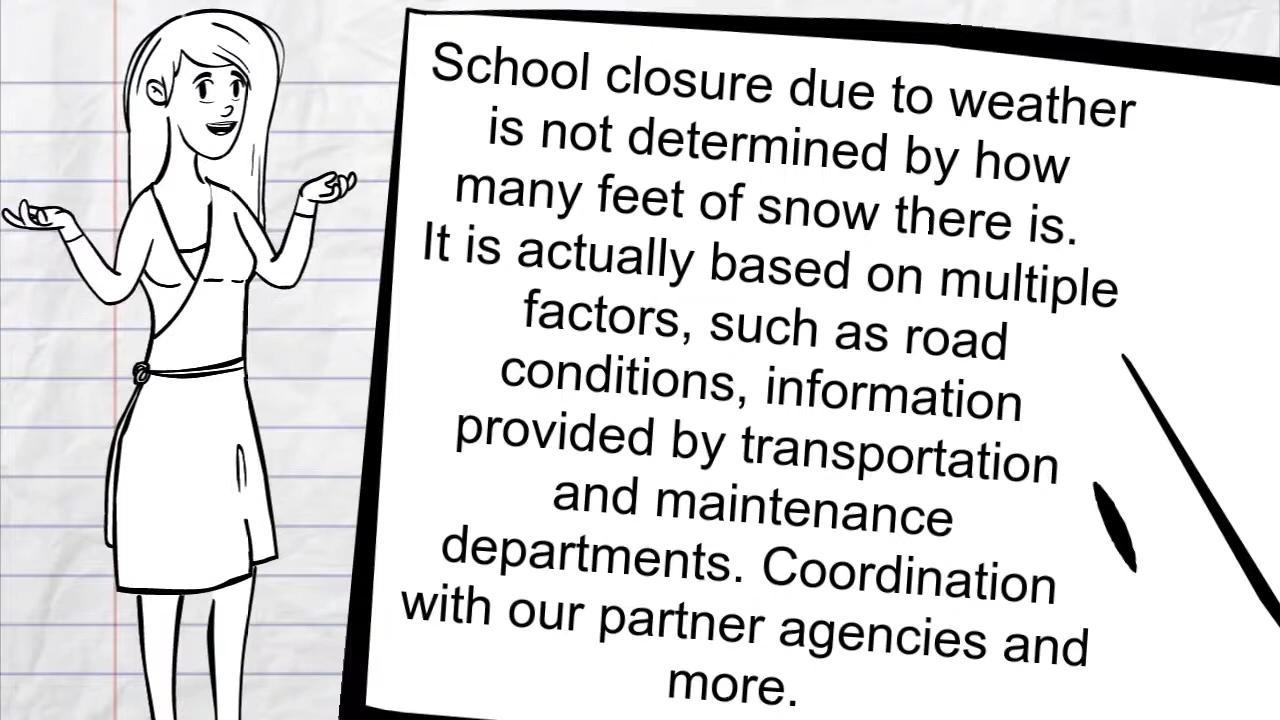 School closure due to weather
is not determined by how
many feet of snow there is.
It is actually based on multiple
factors, such as road
conditions, information
provided by transportation
and maintenance
departments. Coordination
with our partner agencies and
more.